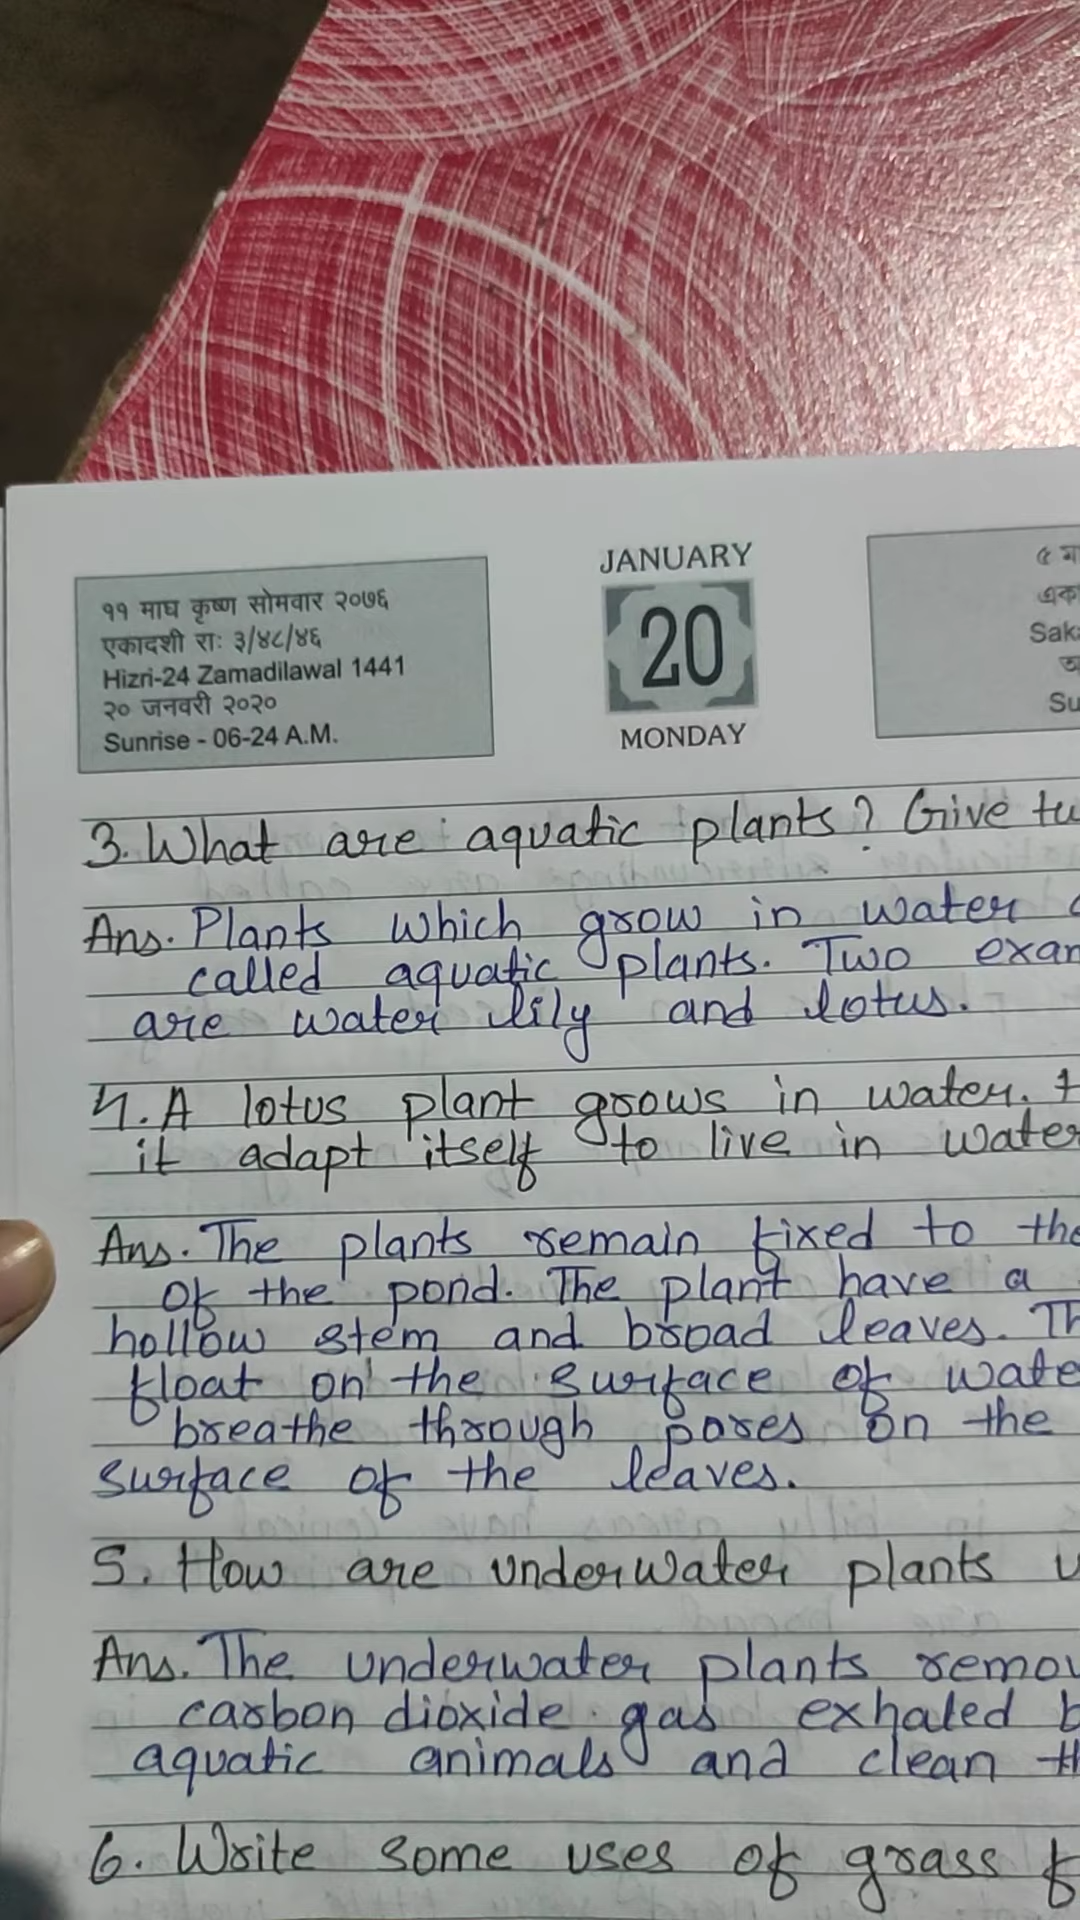 ११ माघ कृष्ण सोमवार २०७६
एकादशी रा: ३/४८/४६
Hizri-24 Zamadilawal 1441
२० जनवरी २०२०
Sunrise - 06-24 A.M.
JANUARY
20
MONDAY
Su
3. What are aquatic plants? Give
Ans. Plants which grow in water
called aquatic plants. Two
are water lily and lotus.
4. A lotus plant grows in water.
it adapt itself to live in water
Ans. The plants remain fixed to the
of the pond. The plant have a
hollow stem and broad leaves.
float on the surface of
breathe through pores on the
surface of the leaves.
5. How are underwater plants
Ans. The underwater plants
carbon dioxide gas exhaled
aquatic animals and clean
6. Write some uses of grass